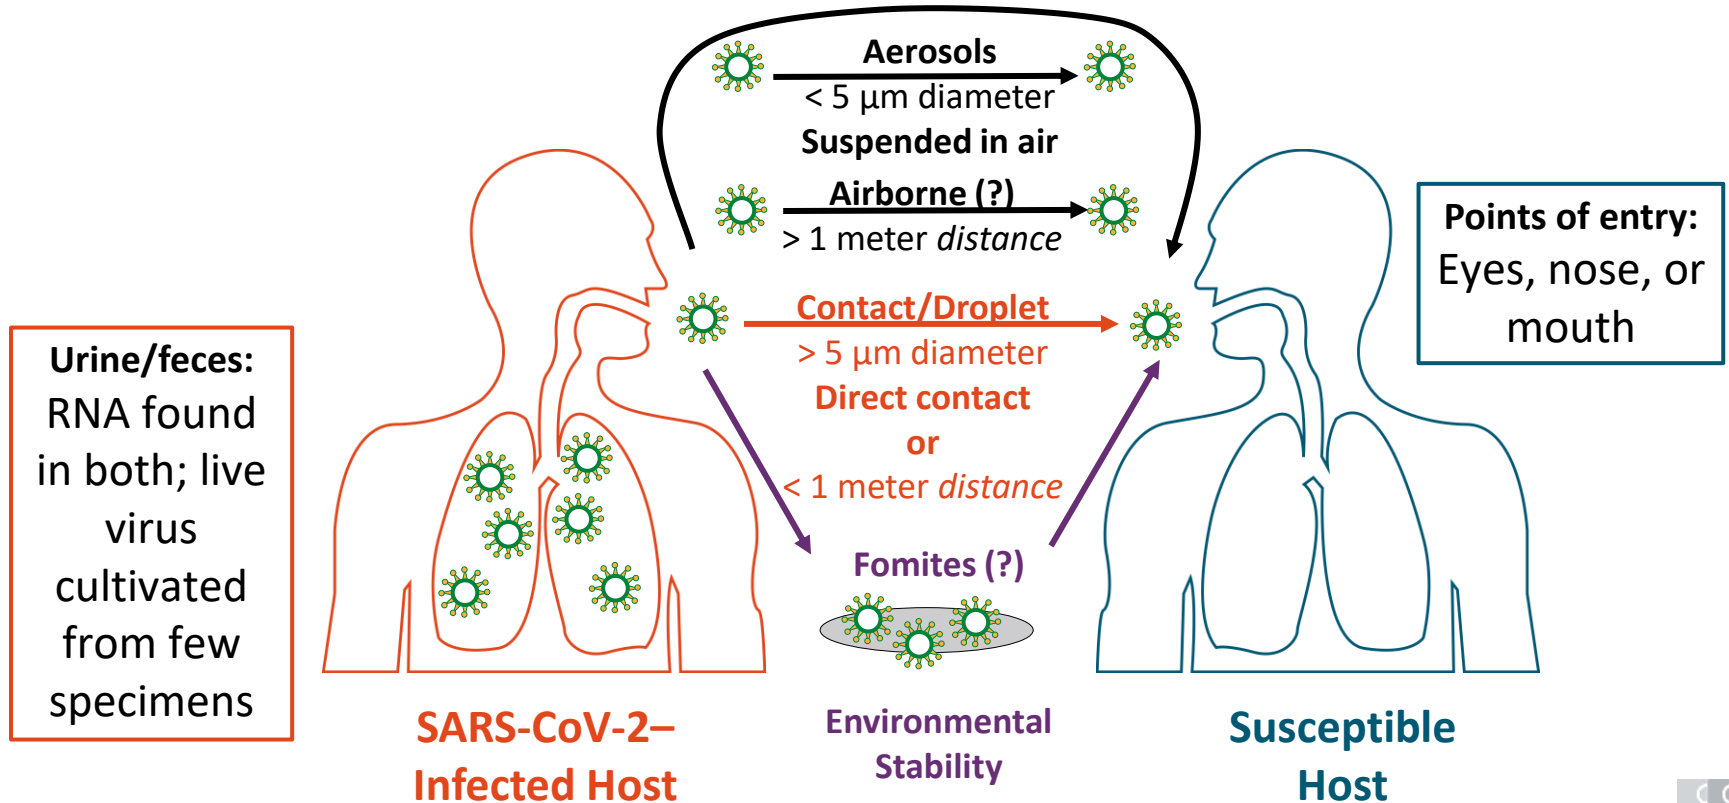 Aerosols
< 5 µm diameter
Suspended in air
Airborne (?)
> 1 meter distance
Contact/Droplet
> 5 µm diameter
Direct contact
or
< 1 meter distance
Fomites (?)
Environmental
Stability
Urine/feces:
RNA found
in both; live
virus
cultivated
from few
specimens
SARS-CoV-2–
Infected Host
Points of entry:
Eyes, nose, or
mouth
Susceptible
Host